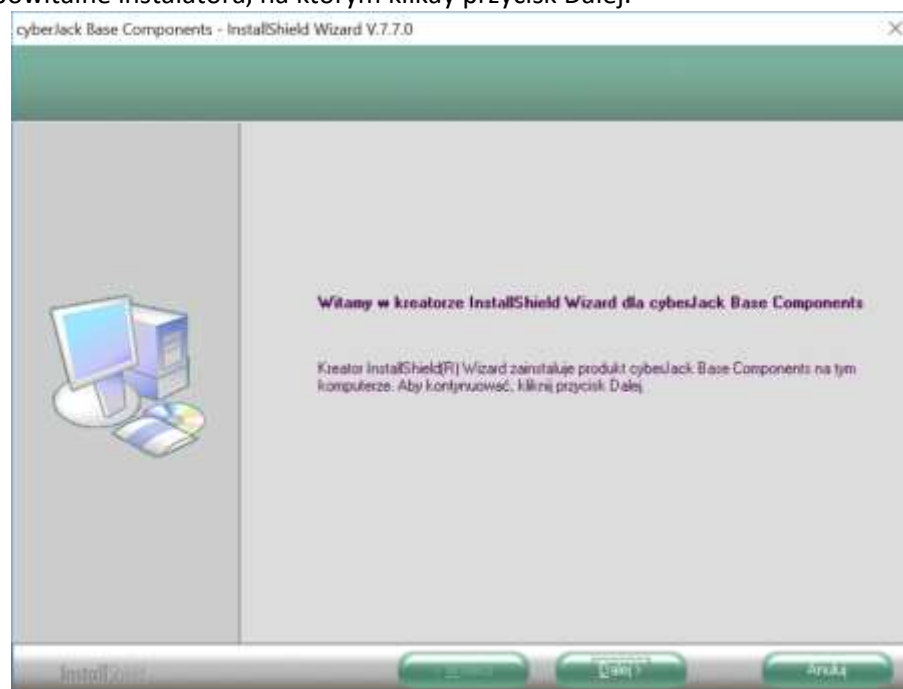 instalatora, na którym klikay przycisk Dalej.
cyberJack Base Components - InstallShield Wizard V.7.7.0
Witamy w kreatorze InstallShield Wizard dla cyberJack Base Components
Kreator InstallShield(R) Wizard zainstaluje produkt cyberJack Base Components na tym
komputerze. Aby kontynuować, kliknij przycisk Dalej.
InstallShield
Dalej >
Anuluj